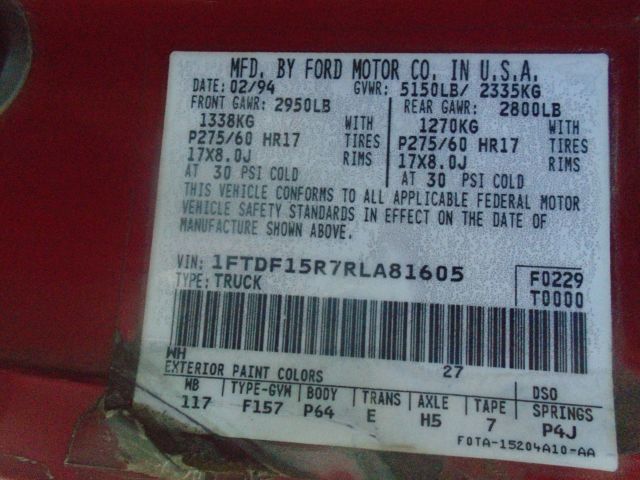 MFD. BY FORD MOTOR CO. IN U.S.A.
DATE: 02/94 GVWR: 5150LB/ 2335KG
FRONT GAWR: 2950LB REAR GAWR: 2800LB
1338KG WITH 1270KG WITH
P275/60 HR17 TIRES P275/60 HR17 TIRES
17X8.0J RIMS 17X8.0J RIMS
AT 30 PSI COLD AT 30 PSI COLD
THIS VEHICLE CONFORMS TO ALL APPLICABLE FEDERAL MOTOR
VEHICLE SAFETY STANDARDS IN EFFECT ON THE DATE OF
MANUFACTURE SHOWN ABOVE.
VIN: 1FTDF15R7RLA81605 F0229
TYPE: TRUCK T0000
WH 27
EXTERIOR PAINT COLORS DSO
WB TYPE-GVW BODY TRANS AXLE TAPE SPRINGS
117 F157 P64 E H5 7 P4J
F0TA-15204A10-AA